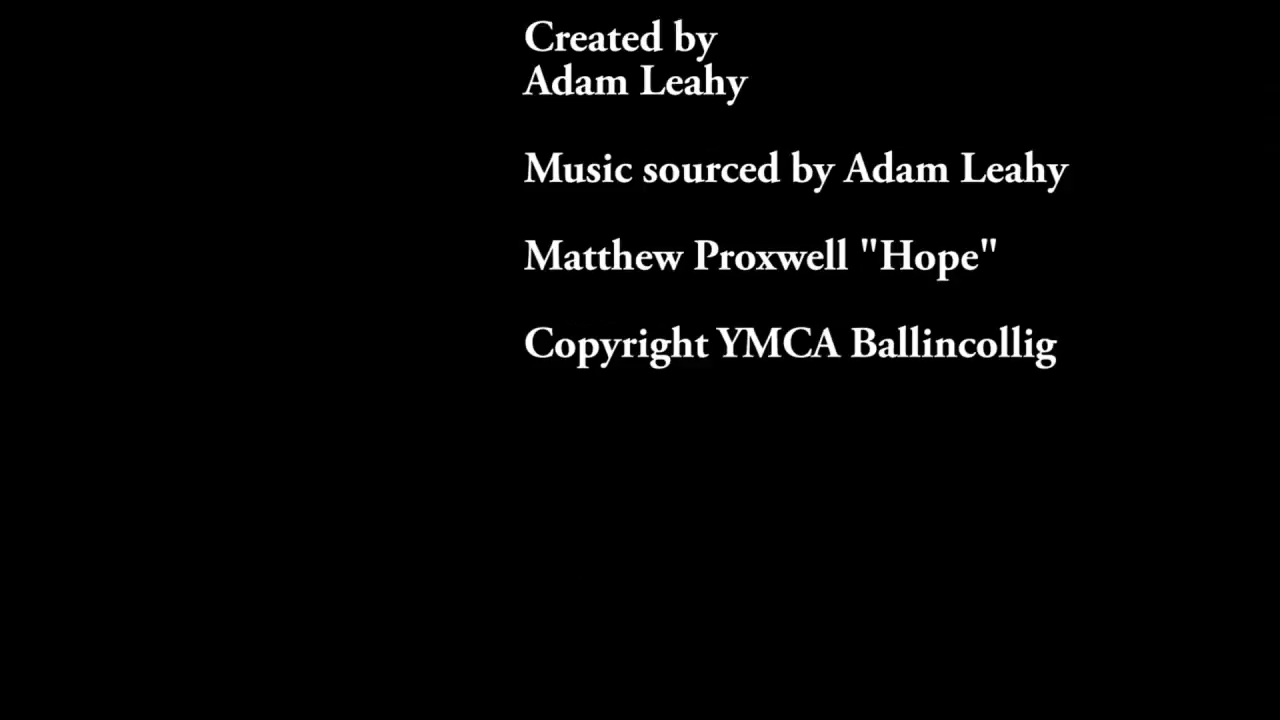 Created by
Adam Leahy
Music sourced by Adam Leahy
Matthew Proxwell "Hope"
Copyright YMCA Ballincollig